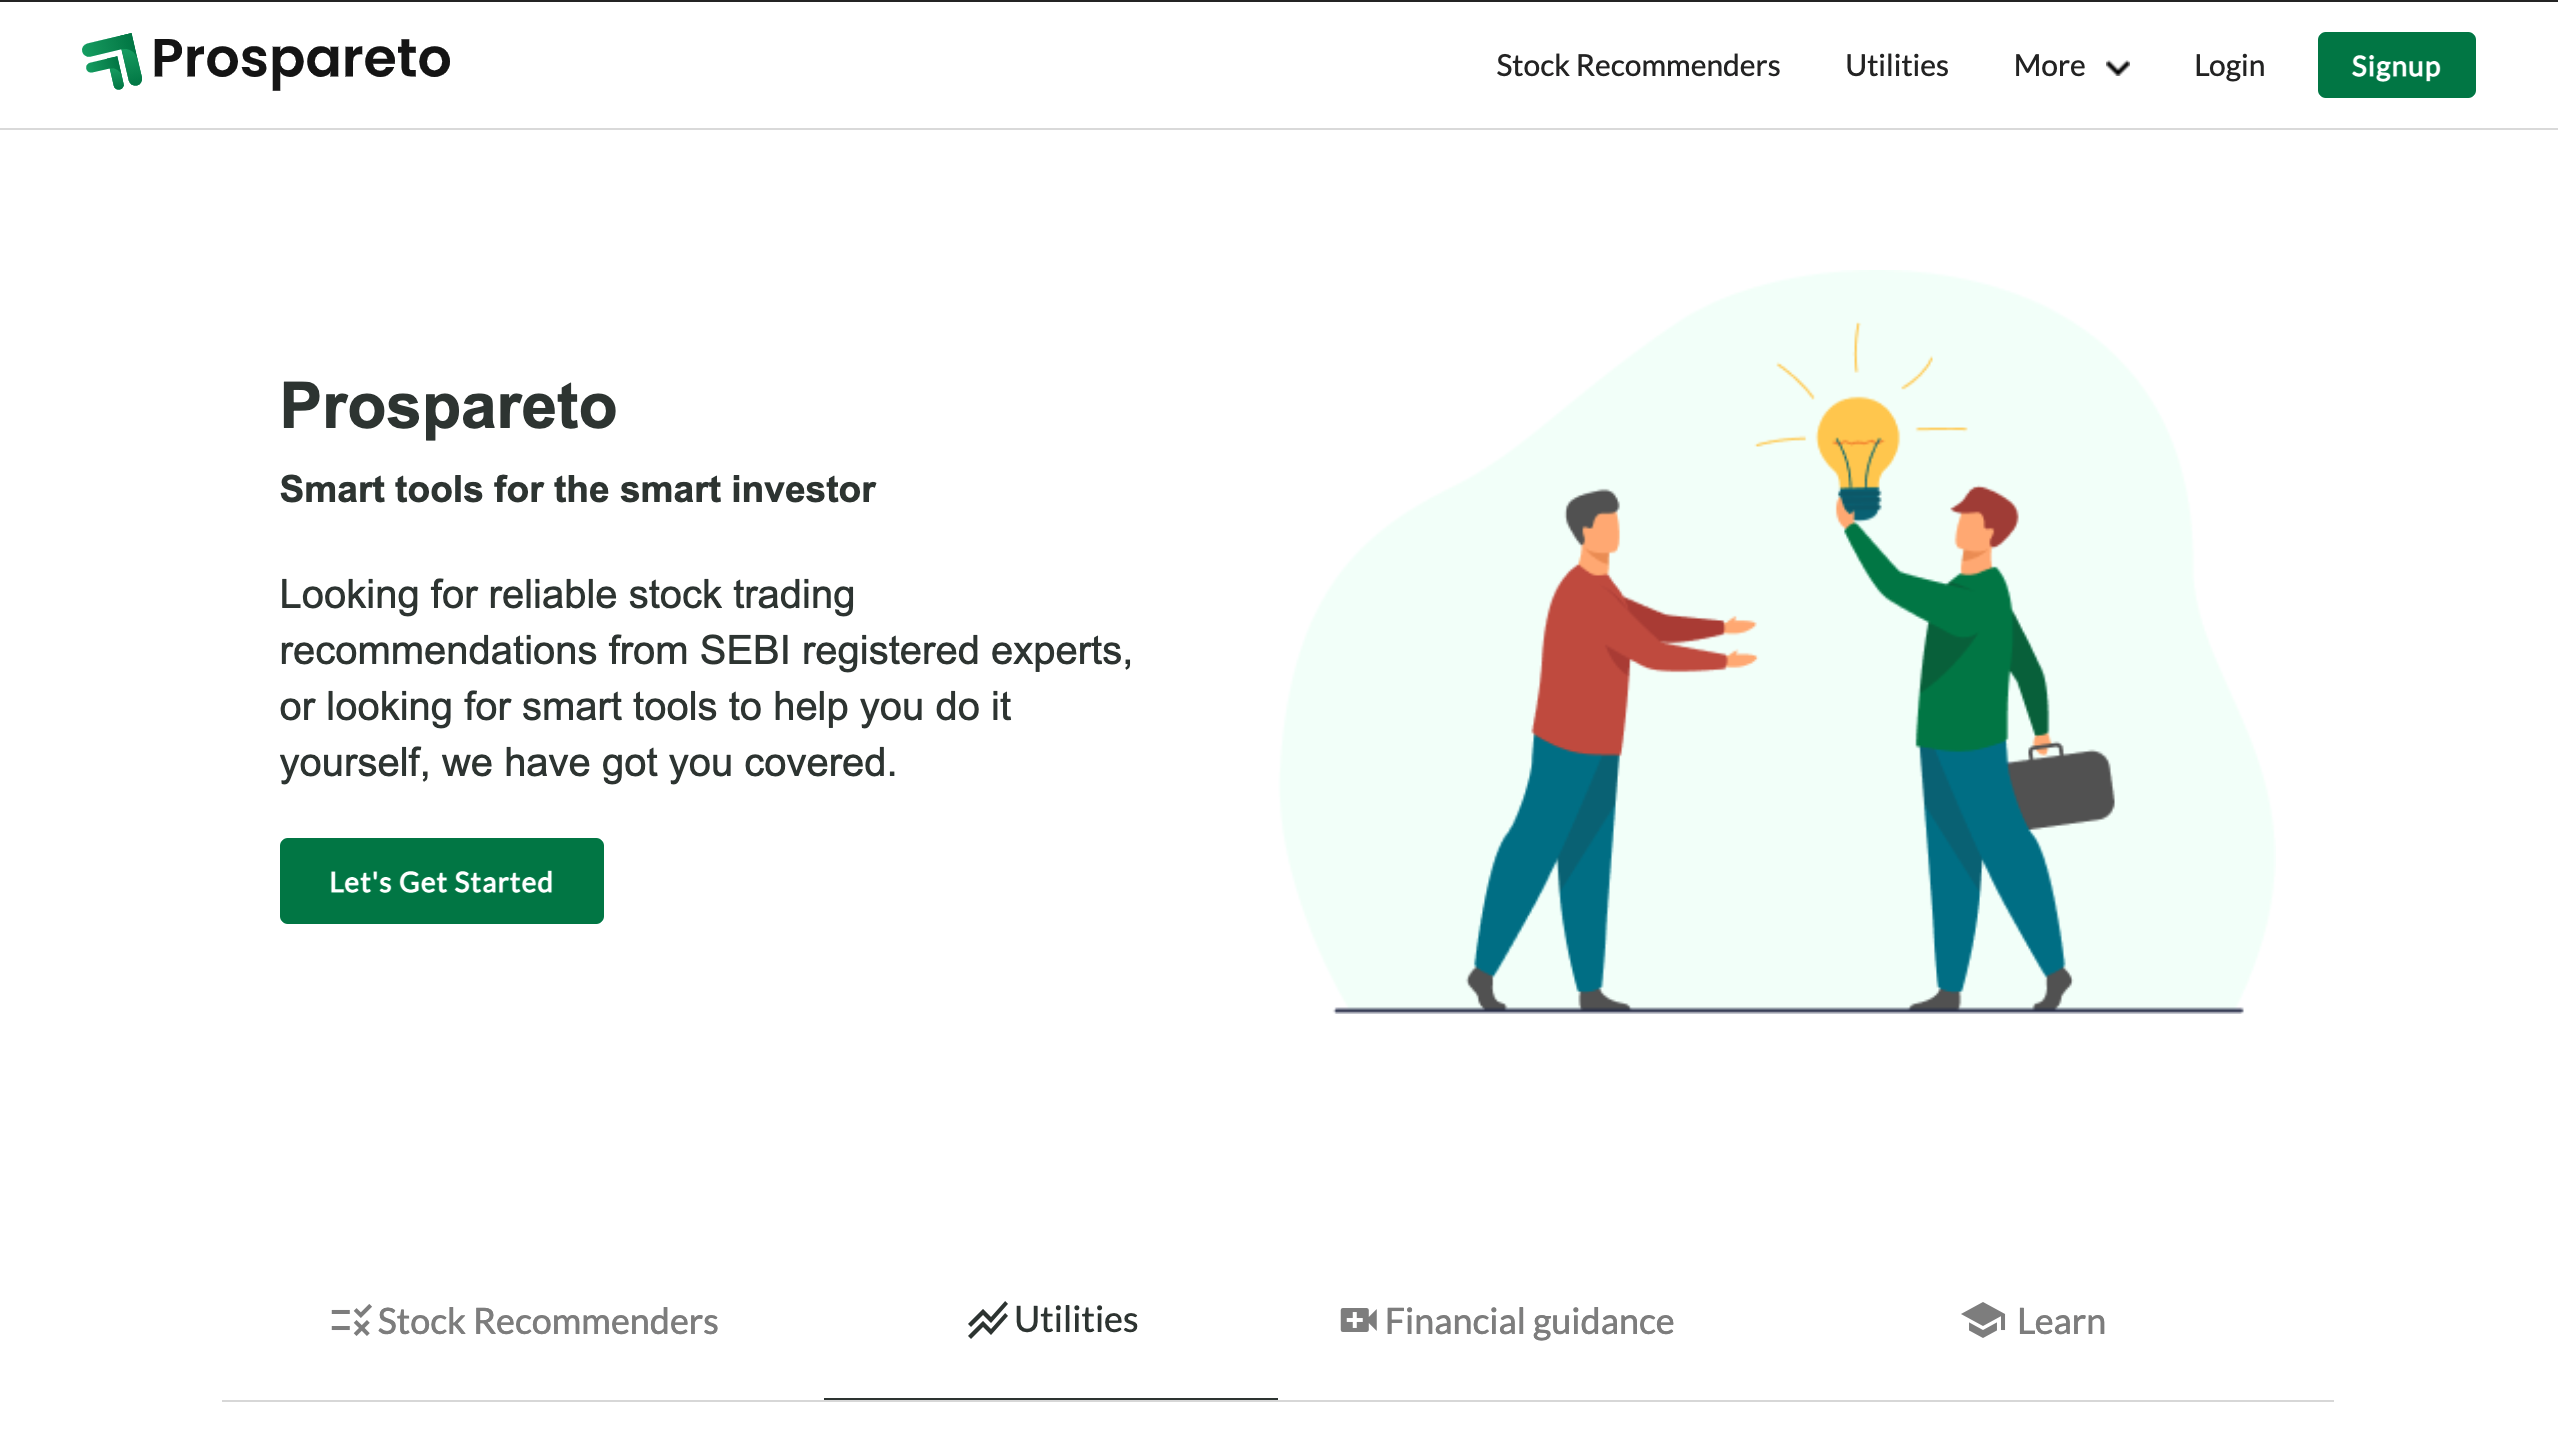 Prospareto
Stock Recommenders
Utilities
More
Login
Signup
Prospareto
Smart tools for the smart investor
Looking for reliable stock trading
recommendations from SEBI registered experts,
or looking for smart tools to help you do it
yourself, we have got you covered.
Let's Get Started
Stock Recommenders
Utilities
Financial guidance
Learn